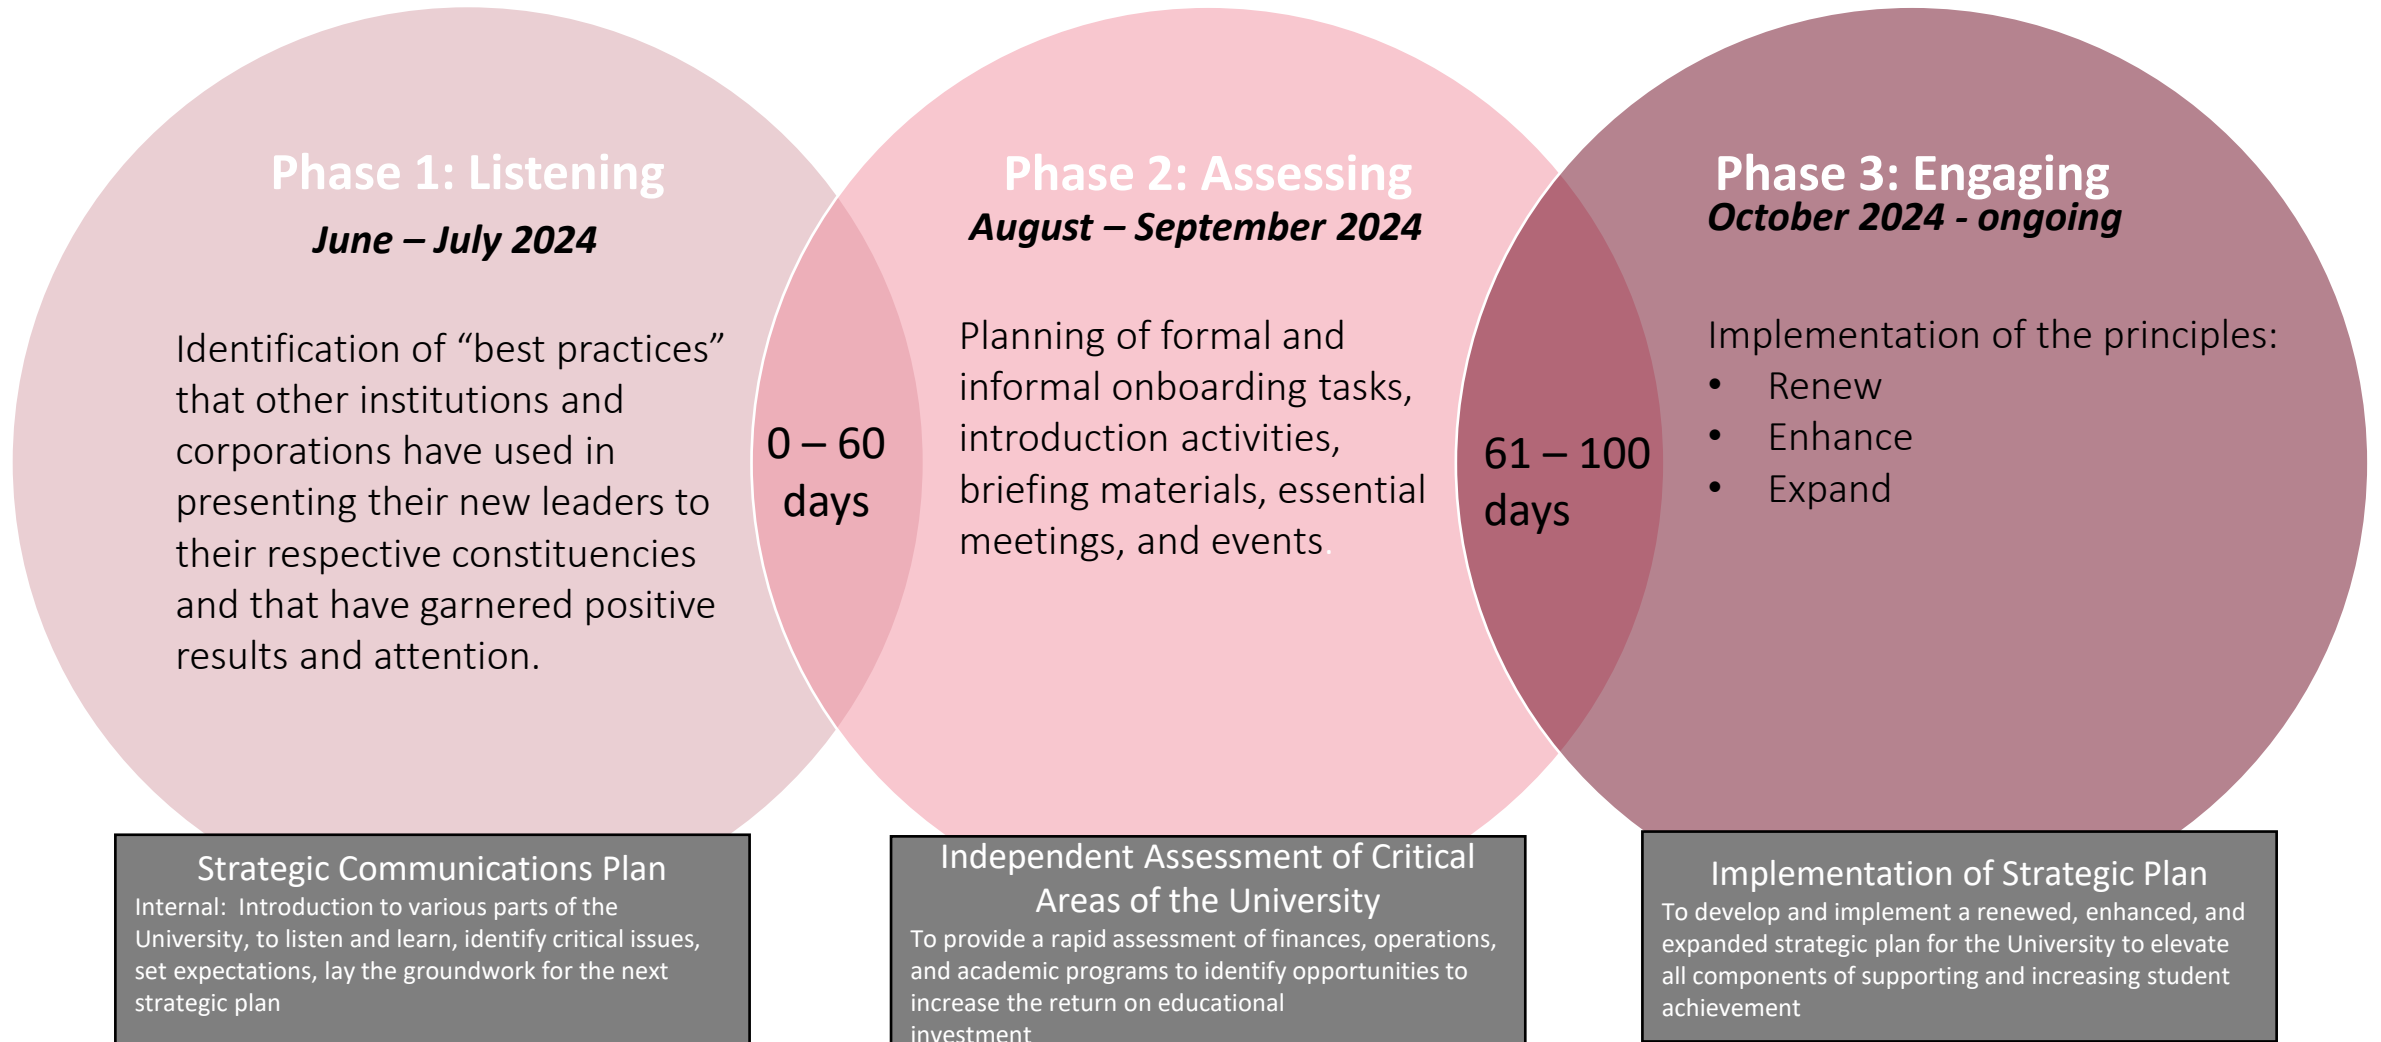 Phase 1: Listening
June – July 2024
Identification of “best practices”
that other institutions and
corporations have used in
presenting their new leaders to
their respective constituencies
and that have garnered positive
results and attention.
0 – 60
days
Phase 2: Assessing
August – September 2024
Planning of formal and
informal onboarding tasks,
introduction activities,
briefing materials, essential
meetings, and events.
61 – 100
days
Phase 3: Engaging
October 2024 - ongoing
Implementation of the principles:
• Renew
• Enhance
• Expand
Strategic Communications Plan
Internal: Introduction to various parts of the
University, to listen and learn, identify critical issues,
set expectations, lay the groundwork for the next
strategic plan
Independent Assessment of Critical
Areas of the University
To provide a rapid assessment of finances, operations,
and academic programs to identify opportunities to
increase the return on educational
investment
Implementation of Strategic Plan
To develop and implement a renewed, enhanced, and
expanded strategic plan for the University to elevate
all components of supporting and increasing student
achievement